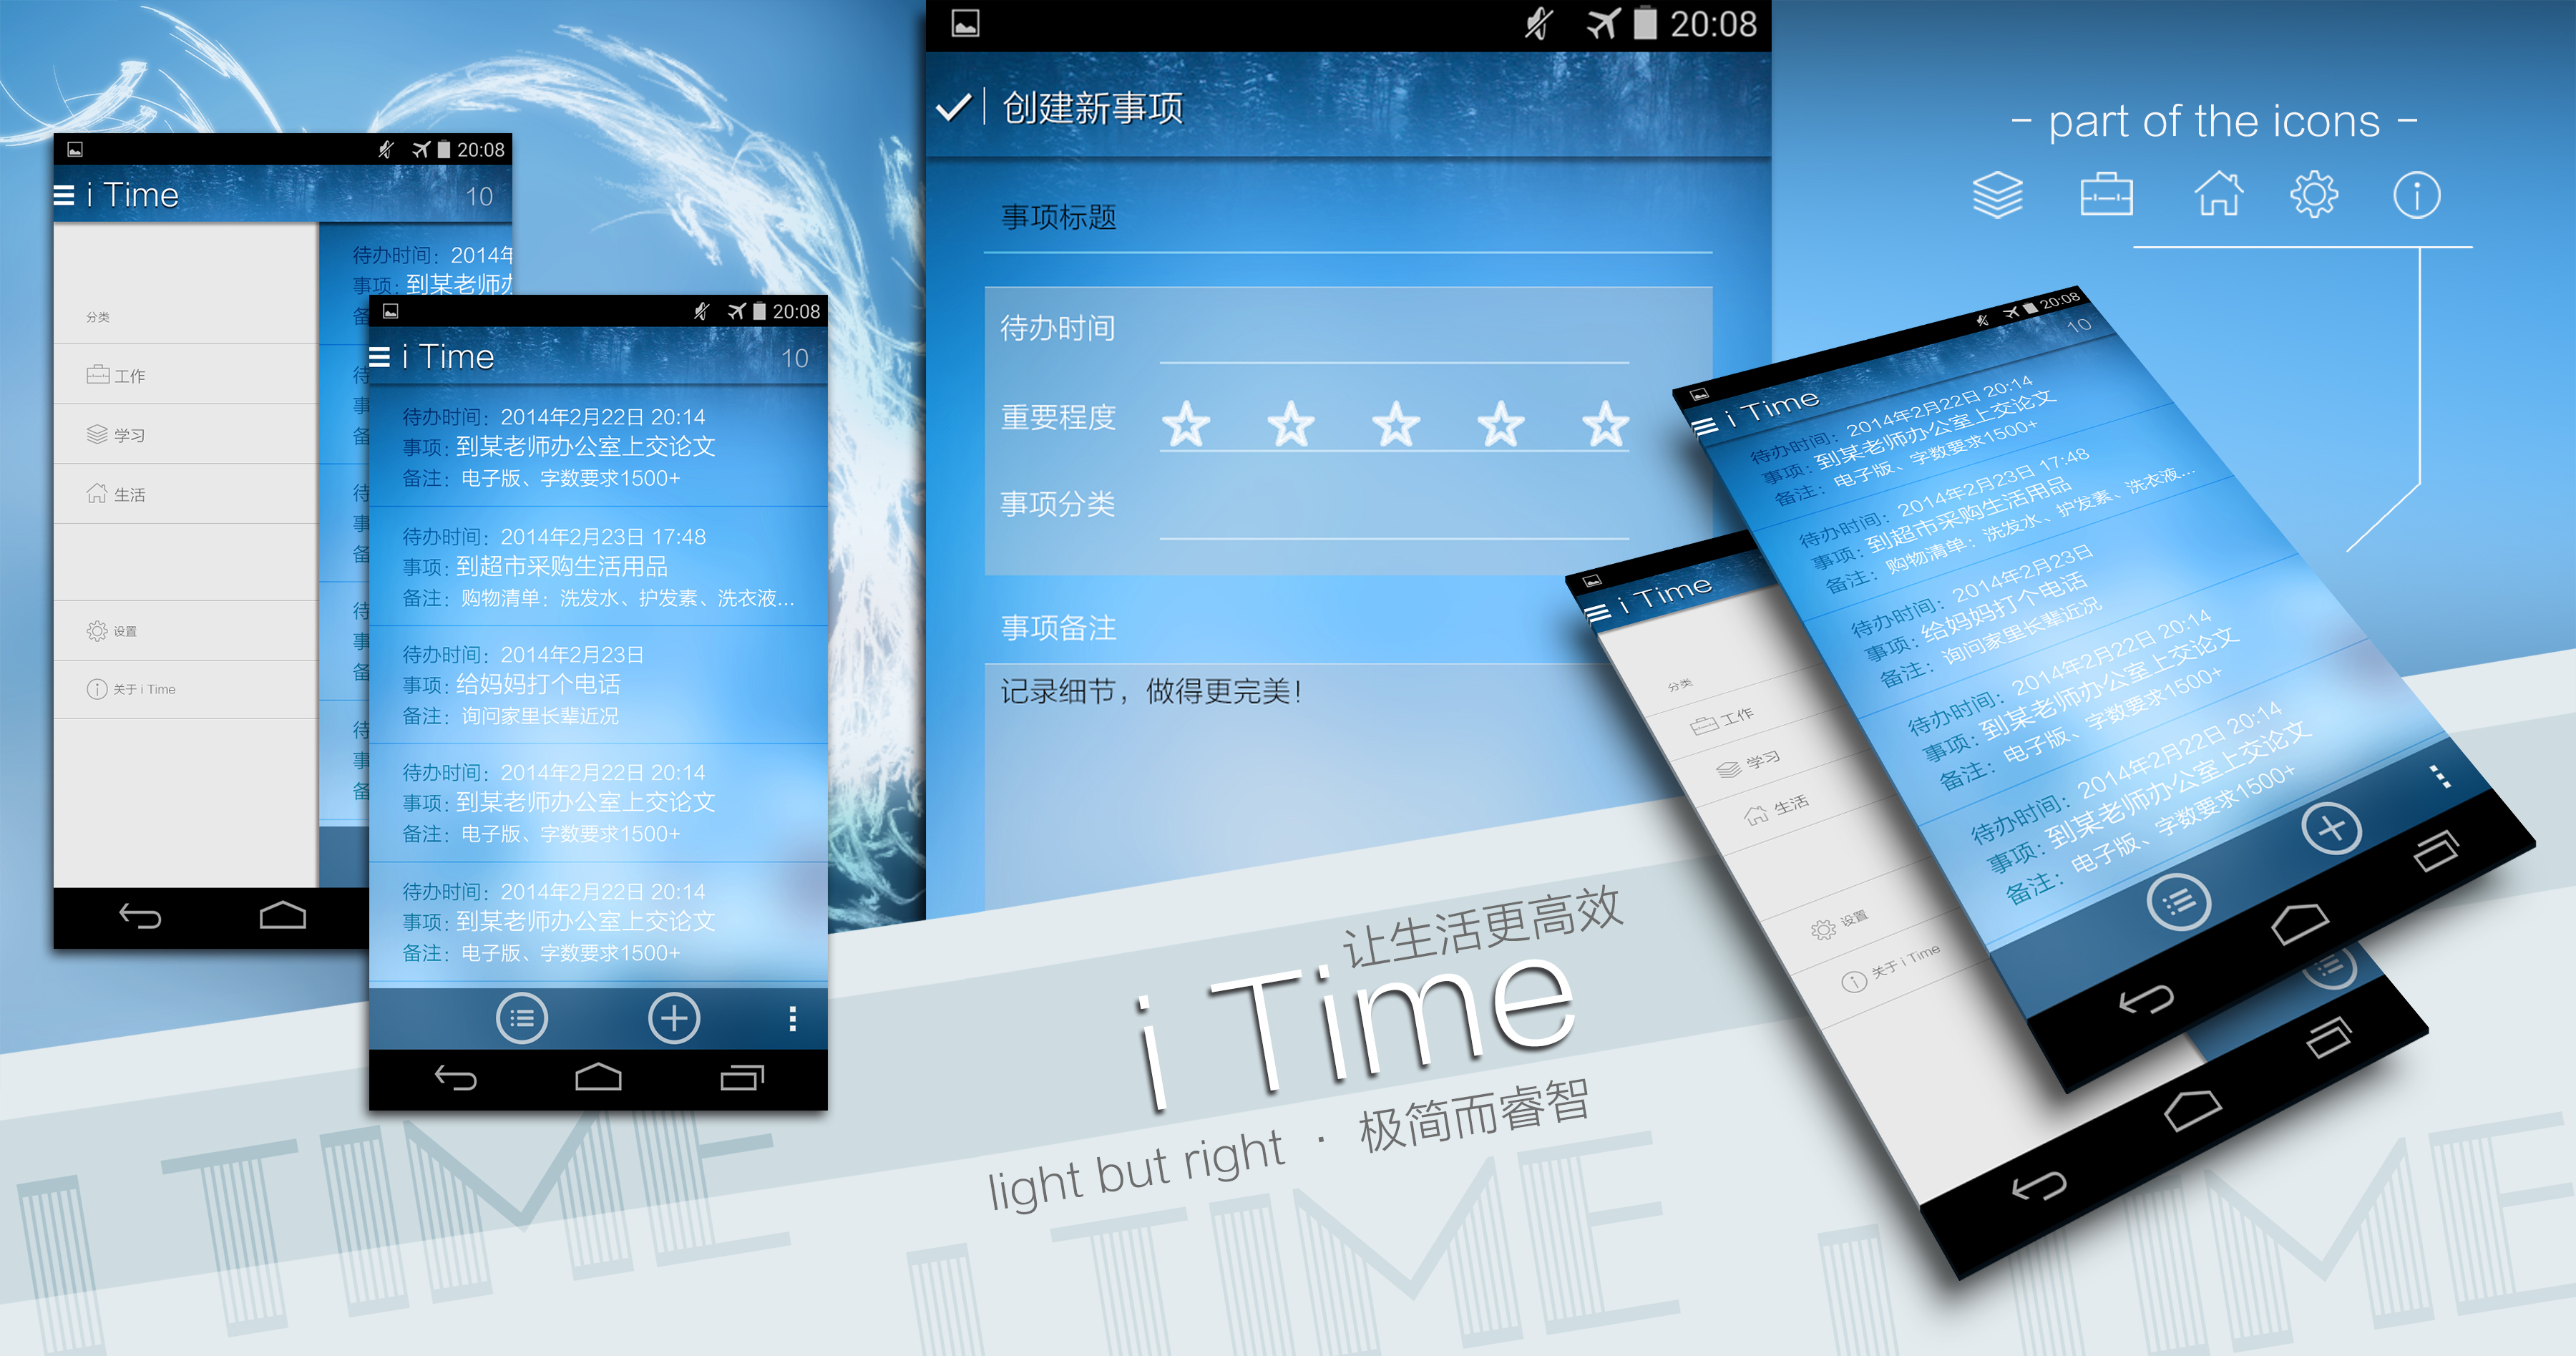 20:08
i Time
10
分类
工作
学习
生活
设置
关于 i Time
待办时间：2014年
事项：到某老师办
备
待
事
备
待
事
备
待
事
备
待
事
备
20:08
i Time
10
待办时间：2014年2月22日 20:14
事项：到某老师办公室上交论文
备注：电子版、字数要求1500+
待办时间：2014年2月23日 17:48
事项：到超市采购生活用品
备注：购物清单：洗发水、护发素、洗衣液...
待办时间：2014年2月23日
事项：给妈妈打个电话
备注：询问家里长辈近况
待办时间：2014年2月22日 20:14
事项：到某老师办公室上交论文
备注：电子版、字数要求1500+
待办时间：2014年2月22日 20:14
事项：到某老师办公室上交论文
备注：电子版、字数要求1500+
20:08
创建新事项
事项标题
待办时间
重要程度
事项分类
事项备注
记录细节，做得更完美！
- part of the icons -
20:08
i Time
10
待办时间：2014年2月22日 20:14
事项：到某老师办公室上交论文
备注：电子版、字数要求1500+
待办时间：2014年2月23日 17:48
事项：到超市采购生活用品
备注：购物清单：洗发水、护发素、洗衣液...
待办时间：2014年2月23日
事项：给妈妈打个电话
备注：询问家里长辈近况
待办时间：2014年2月22日 20:14
事项：到某老师办公室上交论文
备注：电子版、字数要求1500+
待办时间：2014年2月22日 20:14
事项：到某老师办公室上交论文
备注：电子版、字数要求1500+
i Time
分类
工作
学习
生活
设置
关于 i Time
让生活更高效
i Time
light but right · 极简而睿智
I TIME
I TIME
I TIME